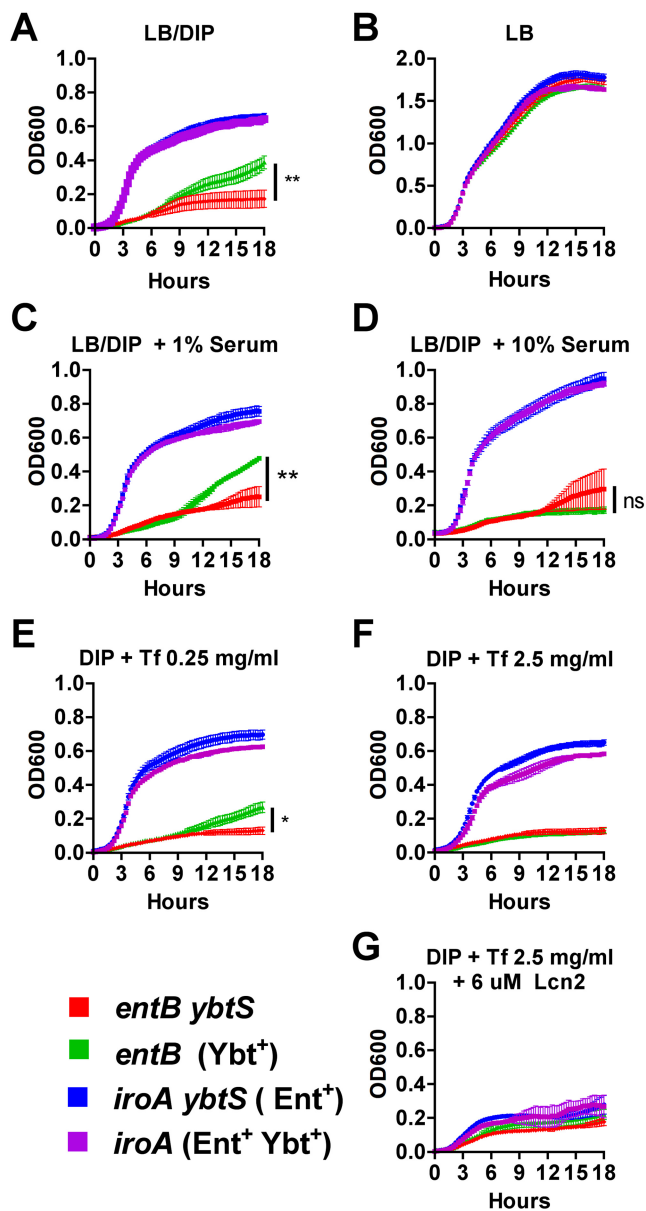 A
LB/DIP
OD600
1.0
0.8
0.6
0.4
0.2
0.0
**
0 3 6 9 12 15 18
Hours
B
LB
OD600
2.0
1.5
1.0
0.5
0.0
0 3 6 9 12 15 18
Hours
C
LB/DIP + 1% Serum
OD600
1.0
0.8
0.6
0.4
0.2
0.0
**
0 3 6 9 12 15 18
Hours
D
LB/DIP + 10% Serum
OD600
1.0
0.8
0.6
0.4
0.2
0.0
ns
0 3 6 9 12 15 18
Hours
E
DIP + Tf 0.25 mg/ml
OD600
1.0
0.8
0.6
0.4
0.2
0.0
*
0 3 6 9 12 15 18
Hours
F
DIP + Tf 2.5 mg/ml
OD600
1.0
0.8
0.6
0.4
0.2
0.0
0 3 6 9 12 15 18
Hours
G
DIP + Tf 2.5 mg/ml
+ 6 uM Lcn2
OD600
1.0
0.8
0.6
0.4
0.2
0.0
0 3 6 9 12 15 18
Hours
entB ybtS
entB (Ybt+)
iroA ybtS ( Ent+)
iroA (Ent+ Ybt+)